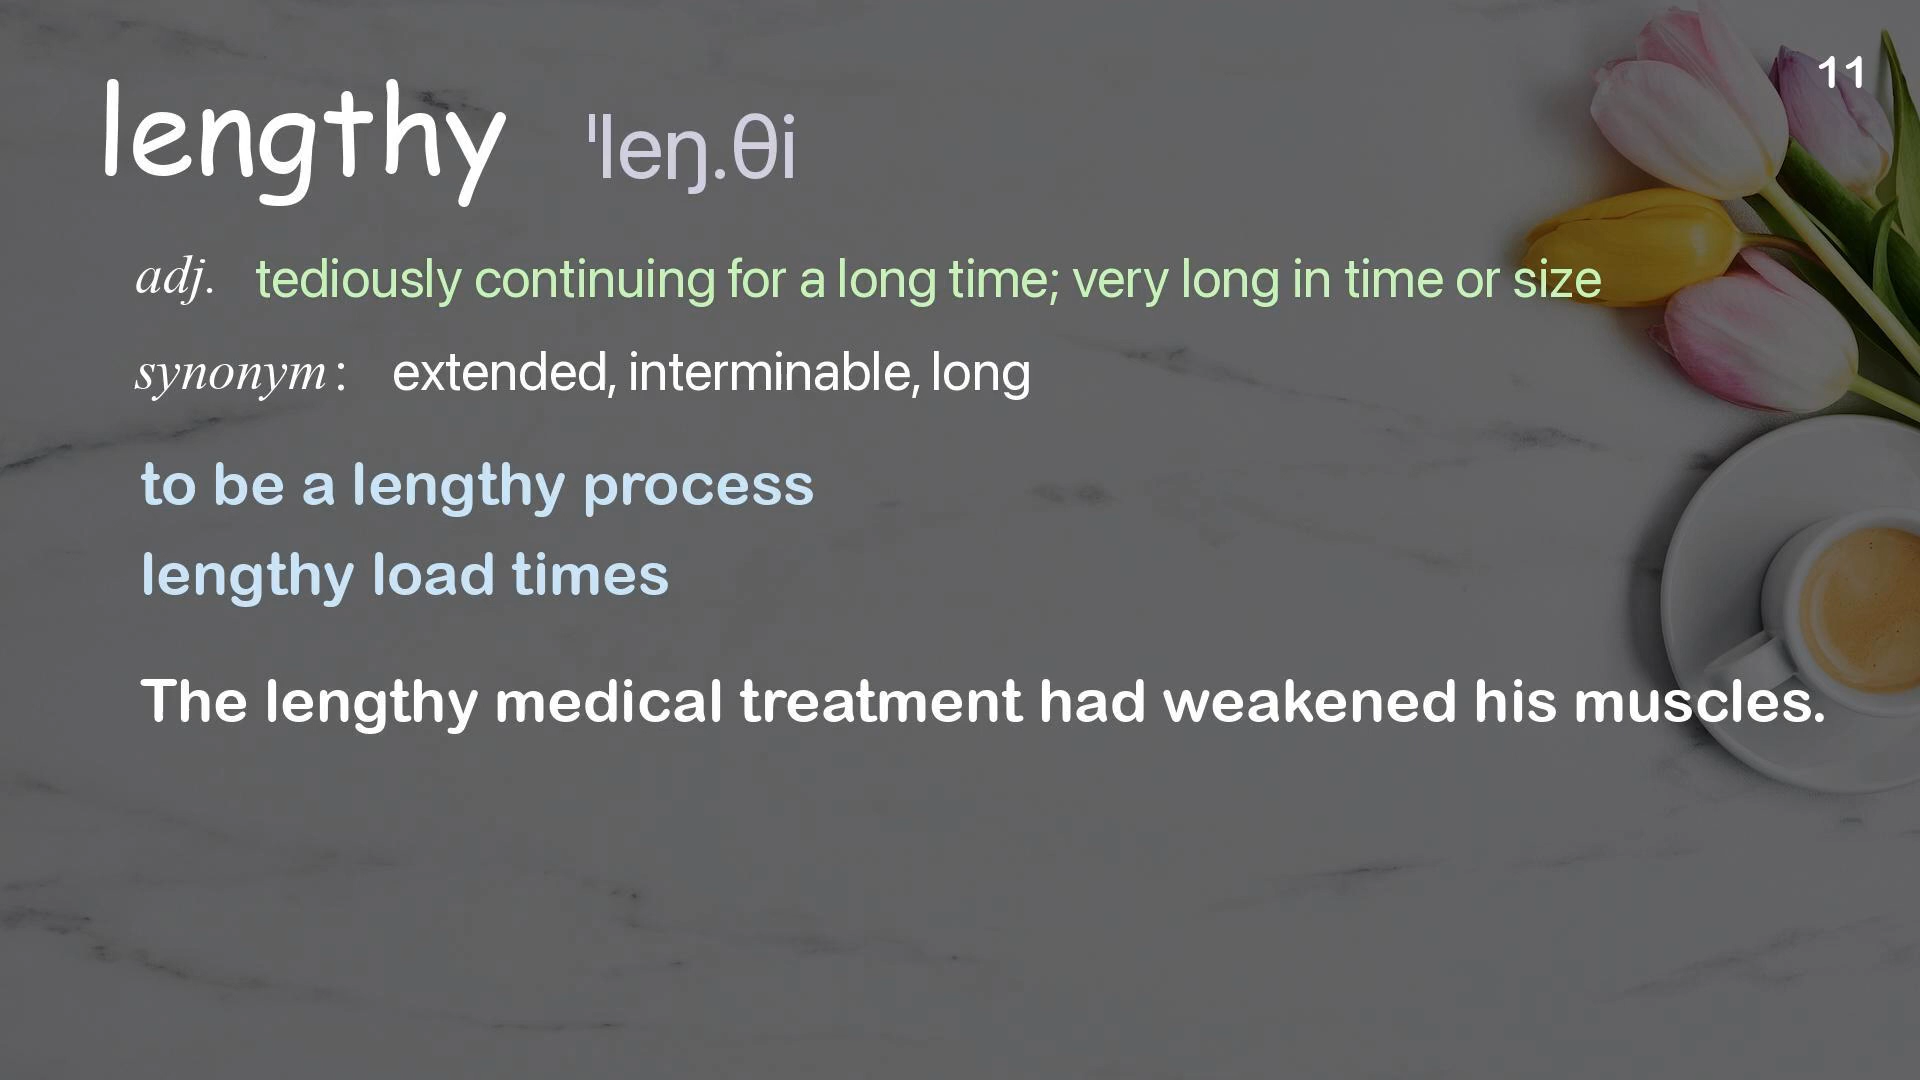 11
lengthy ˈleŋ.θi
adj. tediously continuing for a long time; very long in time or size
synonym : extended, interminable, long
to be a lengthy process
lengthy load times
The lengthy medical treatment had weakened his muscles.